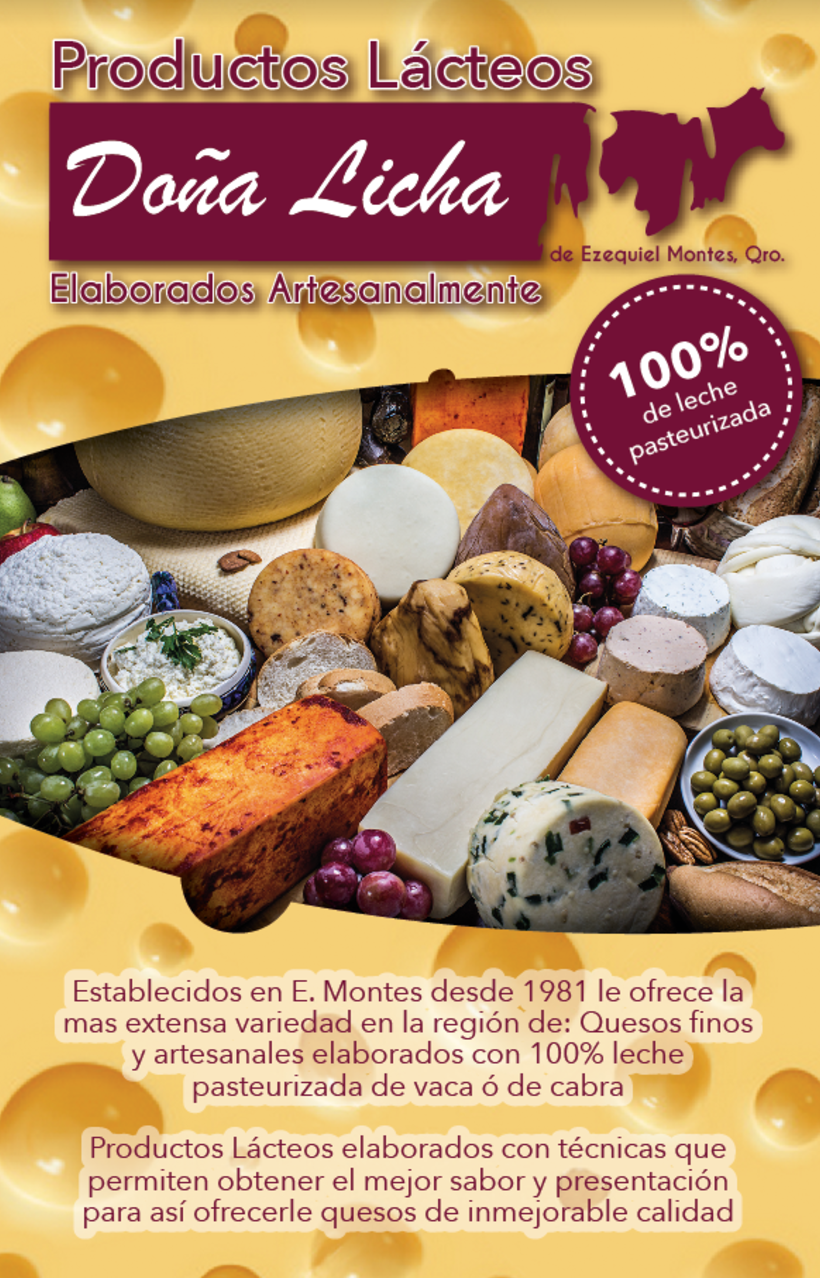 Productos Lácteos
Doña Licha
de Ezequiel Montes, Qro.
Elaborados Artesanalmente
100%
de leche
pasteurizada
Establecidos en E. Montes desde 1981 le ofrece la
mas extensa variedad en la región de: Quesos finos
y artesanales elaborados con 100% leche
pasteurizada de vaca ó de cabra
Productos Lácteos elaborados con técnicas que
permiten obtener el mejor sabor y presentación
para así ofrecerle quesos de inmejorable calidad